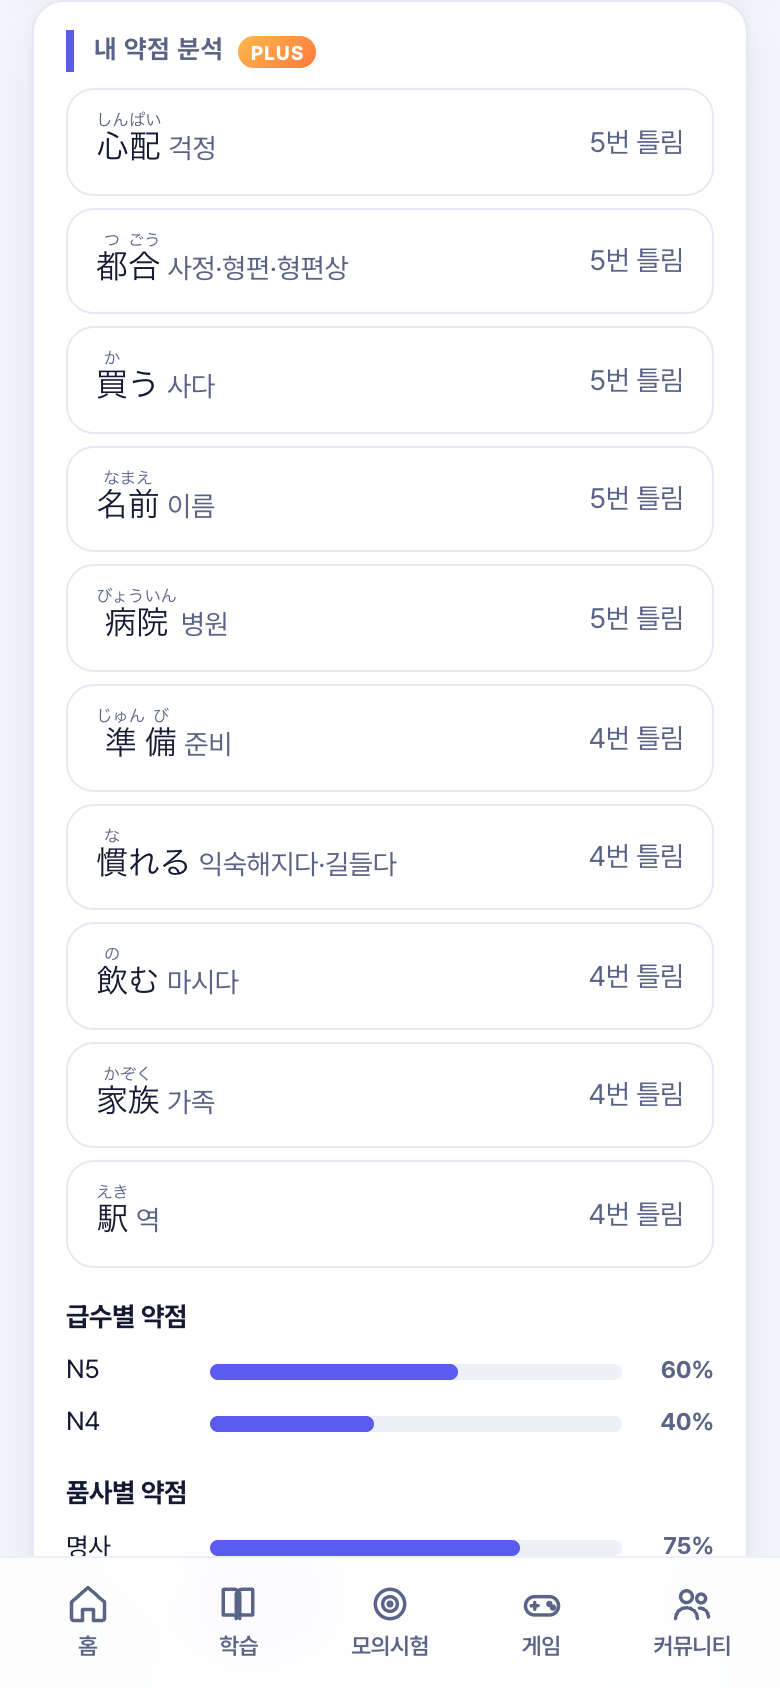 내 약점 분석 PLUS
しんぱい
心配 걱정 5번 틀림
つごう
都合 사정·형편·형편상 5번 틀림
か
買う 사다 5번 틀림
なまえ
名前 이름 5번 틀림
びょういん
病院 병원 5번 틀림
じゅんび
準備 준비 4번 틀림
な
慣れる 익숙해지다·길들다 4번 틀림
の
飲む 마시다 4번 틀림
かぞく
家族 가족 4번 틀림
えき
駅 역 4번 틀림
급수별 약점
N5 60%
N4 40%
품사별 약점
명사 75%
홈 학습 모의시험 게임 커뮤니티